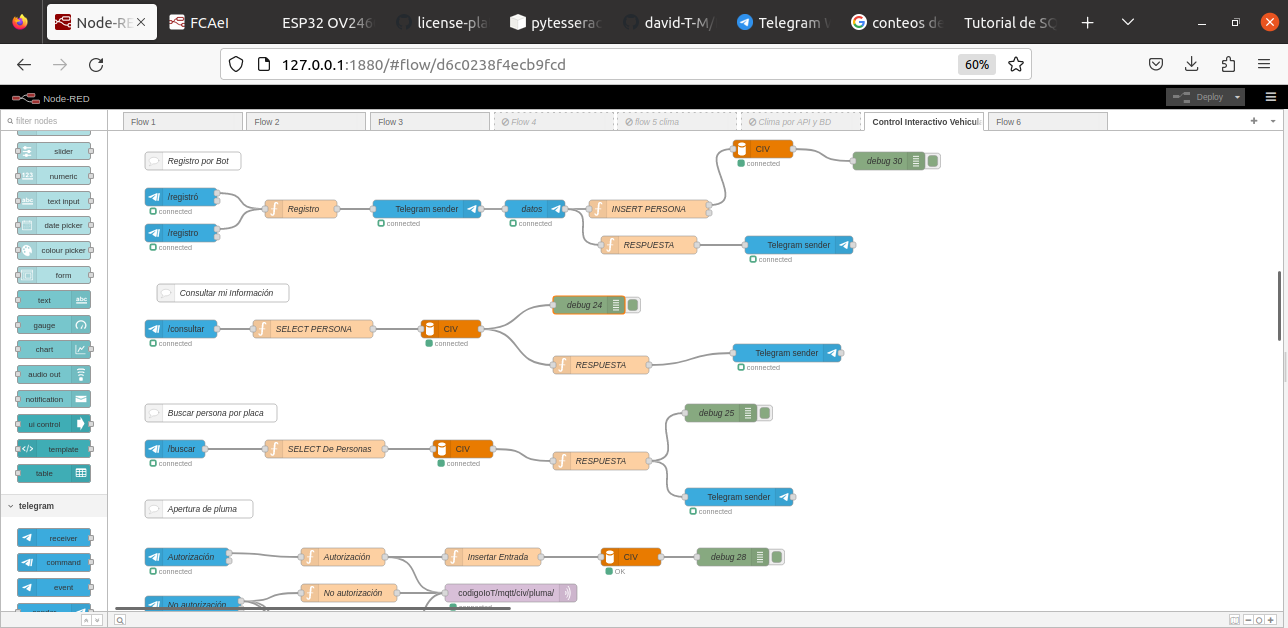 Node-RE
FCAeI
ESP32 OV246
license-pla
pytesserac
david-T-M/
Telegram
conteos de
Tutorial de SQ
127.0.0.1:1880/#flow/d6c0238f4ecb9fcd
60%
Node-RED
Deploy
filter nodes
Flow 1
Flow 2
Flow 3
Flow 4
flow 5 clima
Clima por API y BD
Control Interactivo Vehicula
Flow 6
slider
numeric
text input
date picker
colour picker
form
text
gauge
chart
audio out
notification
ui control
template
table
telegram
receiver
command
event
Registro por Bot
/registró
connected
/registro
connected
Registro
Telegram sender
connected
datos
connected
INSERT PERSONA
CIV
connected
debug 30
RESPUESTA
Telegram sender
connected
Consultar mi Información
/consultar
connected
SELECT PERSONA
CIV
connected
debug 24
RESPUESTA
Telegram sender
connected
Buscar persona por placa
/buscar
connected
SELECT De Personas
CIV
connected
RESPUESTA
debug 25
Telegram sender
connected
Apertura de pluma
Autorización
connected
Autorización
Insertar Entrada
CIV
OK
debug 28
No autorización
No autorización
codigoIoT/mqtt/civ/pluma/
connected